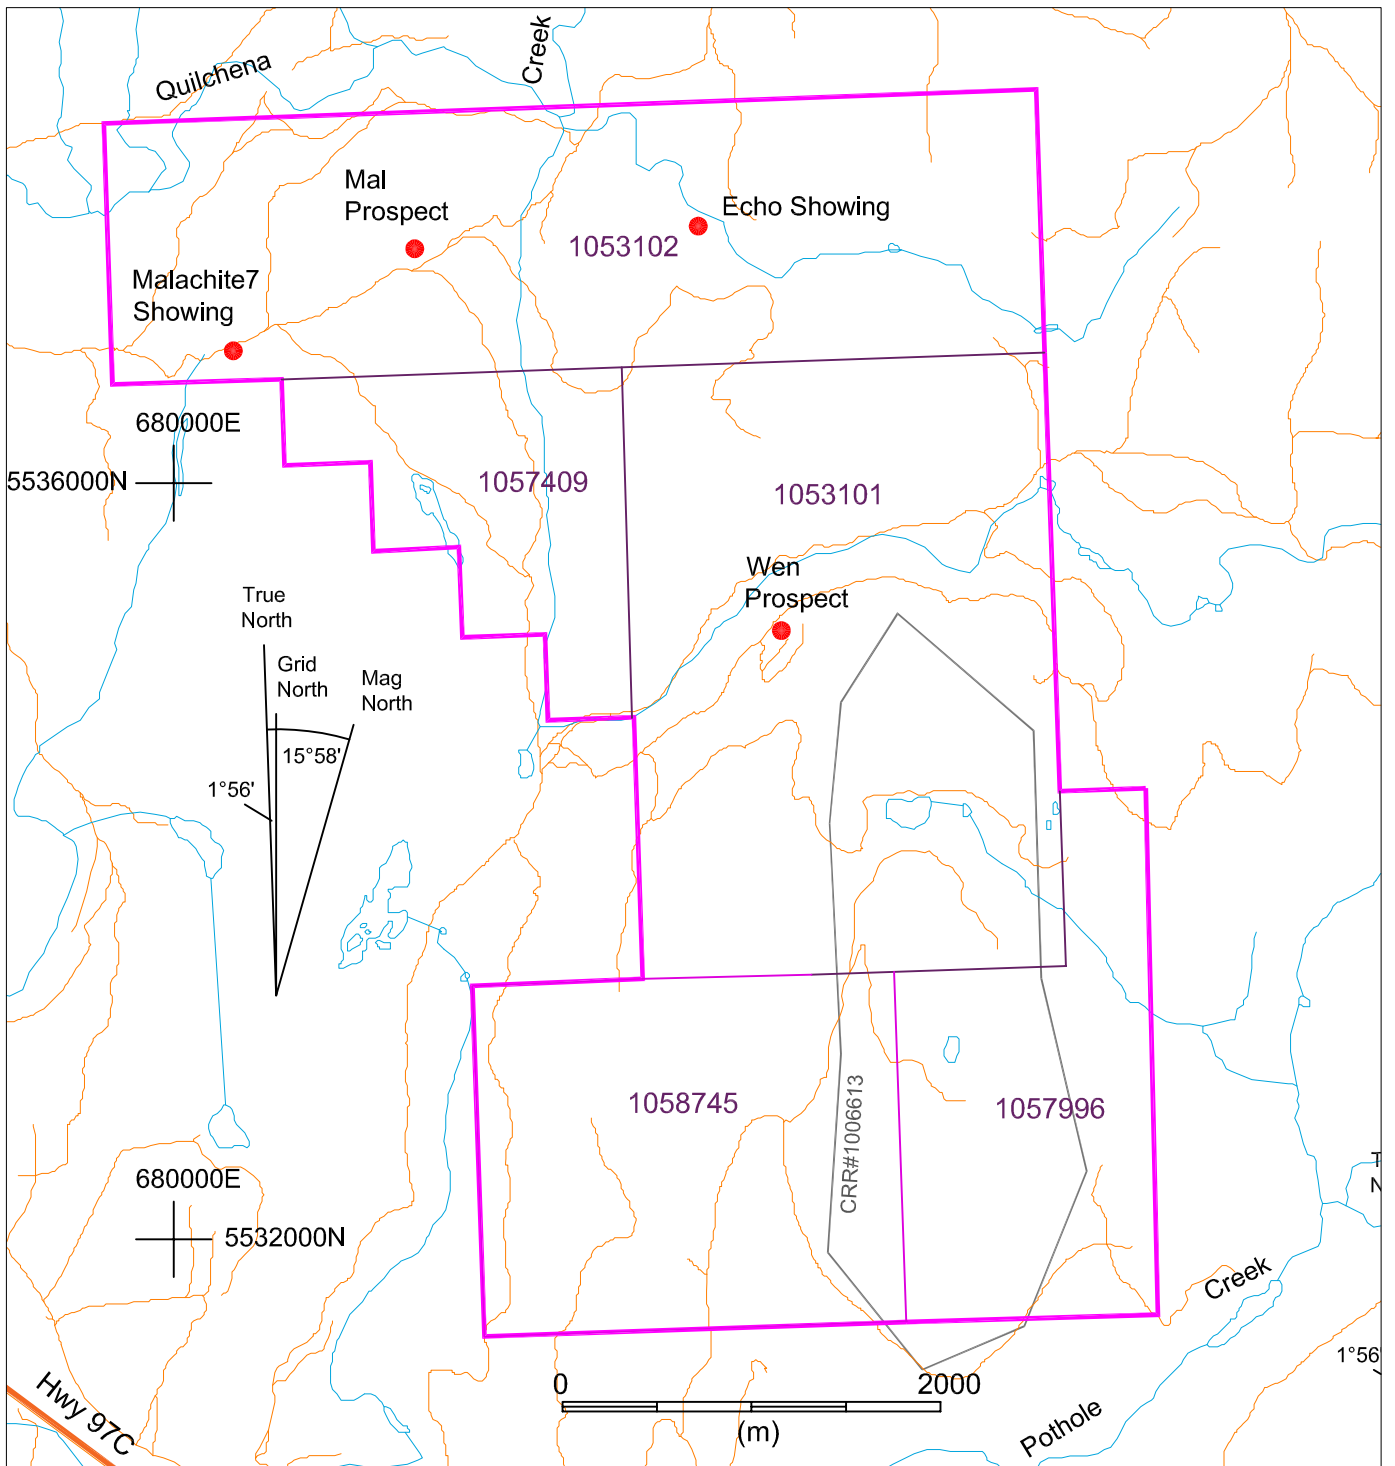 Quilchena
Creek
Mal
Prospect
Echo Showing
1053102
Malachite7
Showing
680000E
5536000N
1057409
1053101
Wen
Prospect
True
North
Grid
North
Mag
North
15°58'
1°56'
1058745
1057996
CRR#1006613
680000E
5532000N
Creek
Pothole
Hwy 97C
0
2000
(m)
1°56'